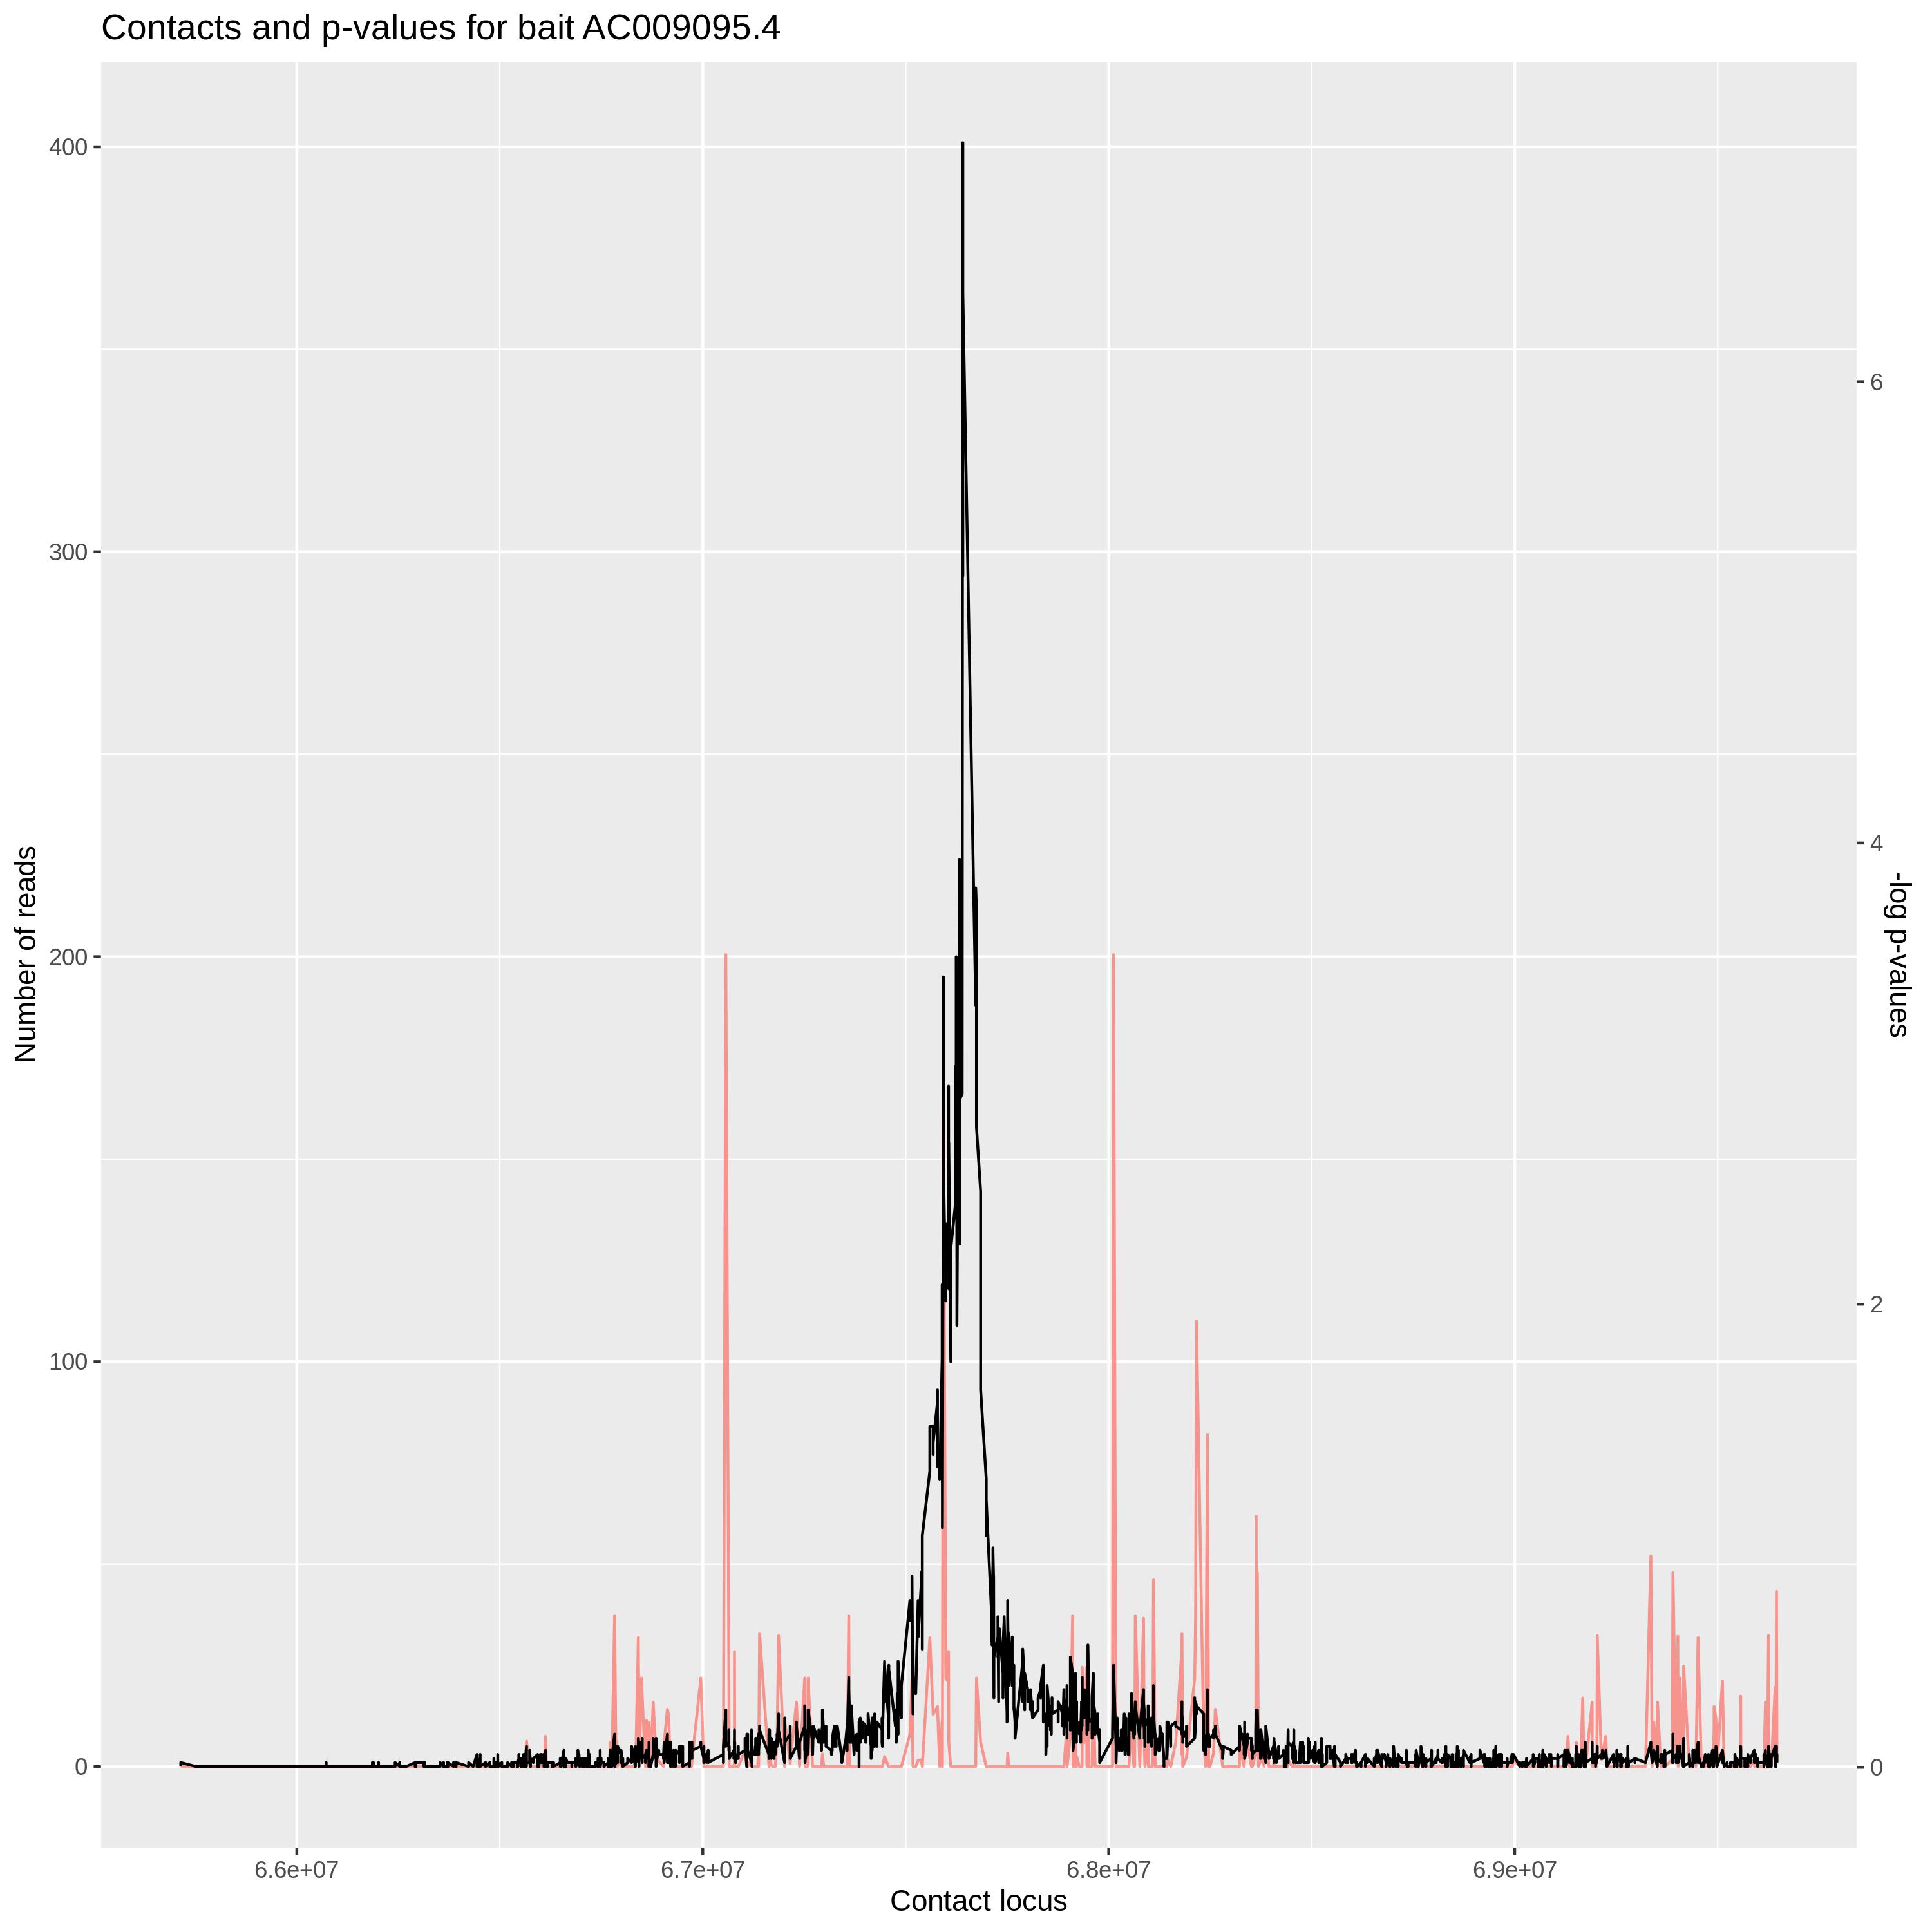 Contacts and p-values for bait AC009095.4
400
300
200
100
0
Number of reads
6
4
2
0
-log p-values
6.6e+07
6.7e+07
6.8e+07
6.9e+07
Contact locus